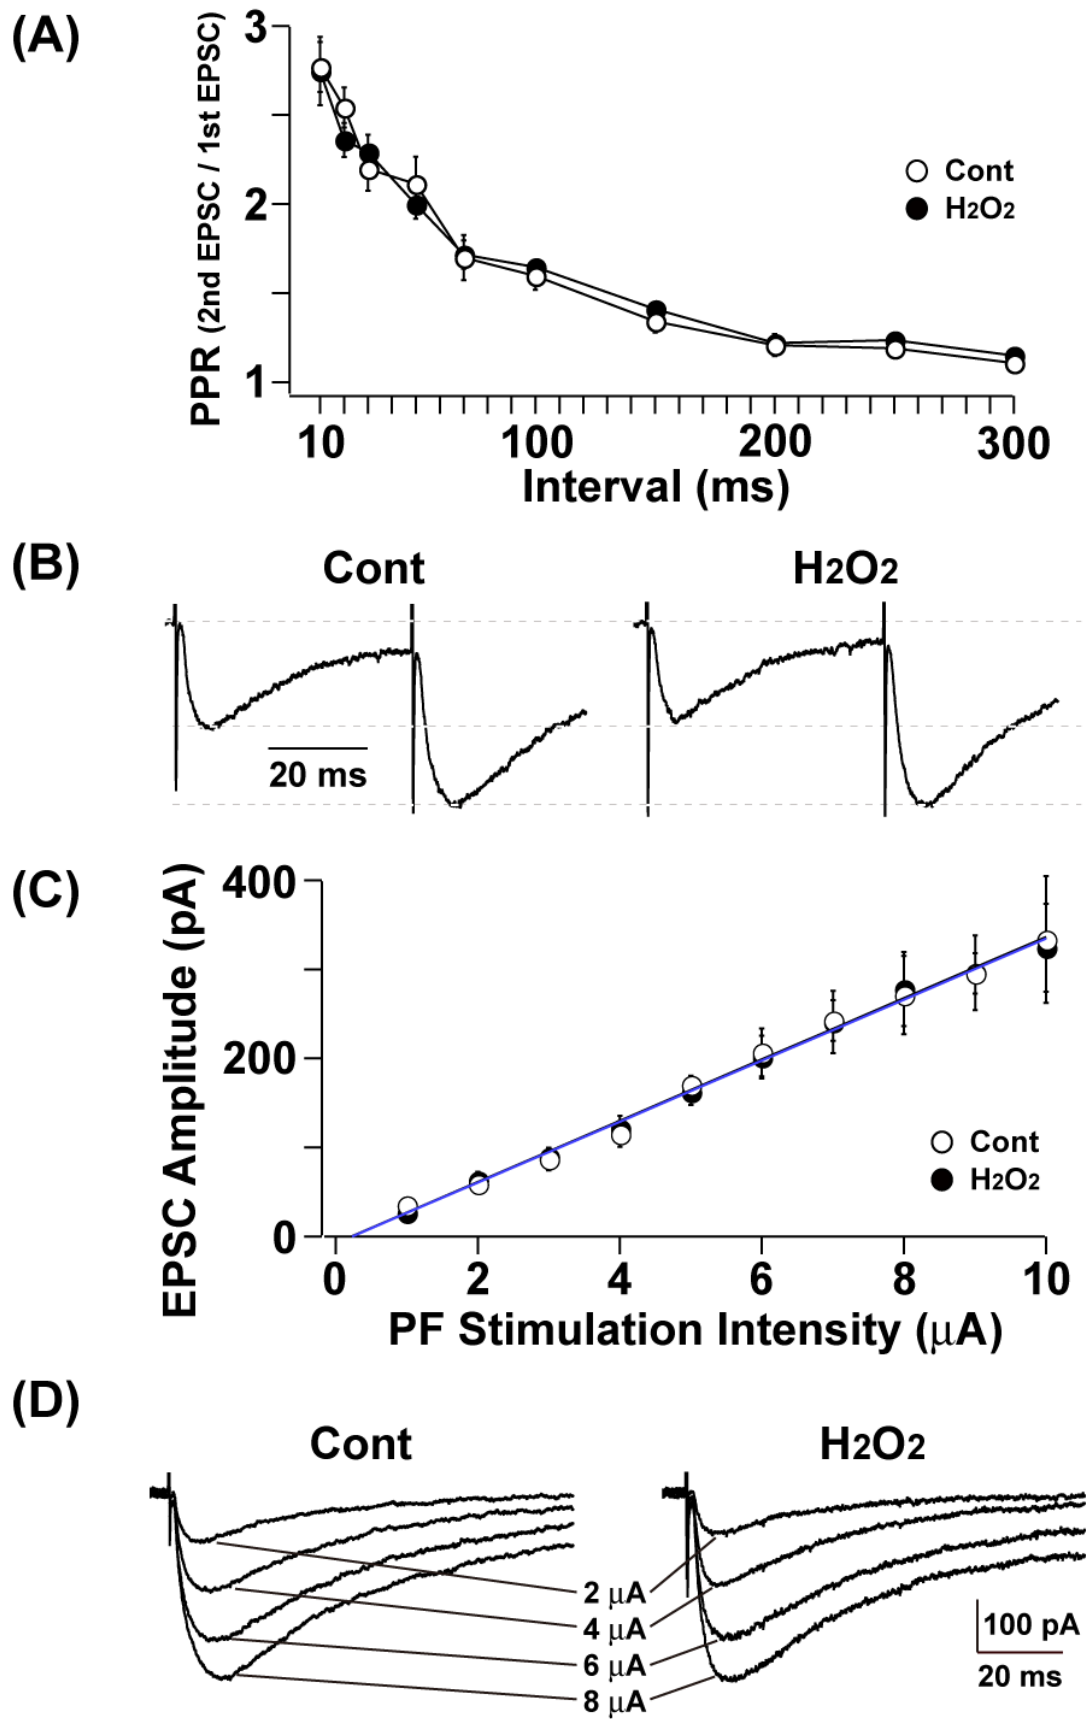 (A)
3
2
1
PPR (2nd EPSC / 1st EPSC)
Cont
H2O2
10 100 200 300
Interval (ms)
(B)
Cont H2O2
20 ms
(C)
400
200
0
EPSC Amplitude (pA)
Cont
H2O2
0 2 4 6 8 10
PF Stimulation Intensity (μA)
(D)
Cont H2O2
2 μA
4 μA
6 μA
8 μA
100 pA
20 ms